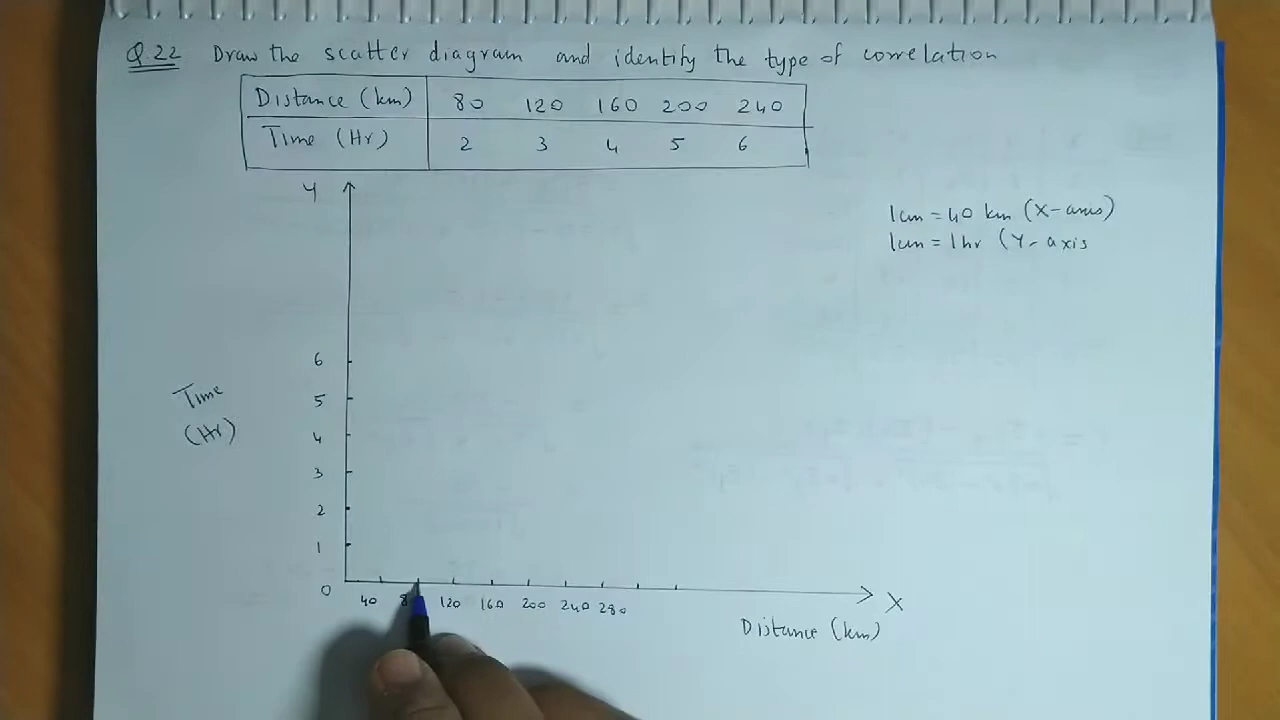 Q.22 Draw the scatter diagram and identify the type of correlation
Distance (km) 80 120 160 200 240
Time (Hr) 2 3 4 5 6
Y
1cm = 40 km (X-axis)
1cm = 1hr (Y-axis
6
Time
5
(Hr)
4
3
2
1
0
40 120 160 200 240 280
X
Distance (km)